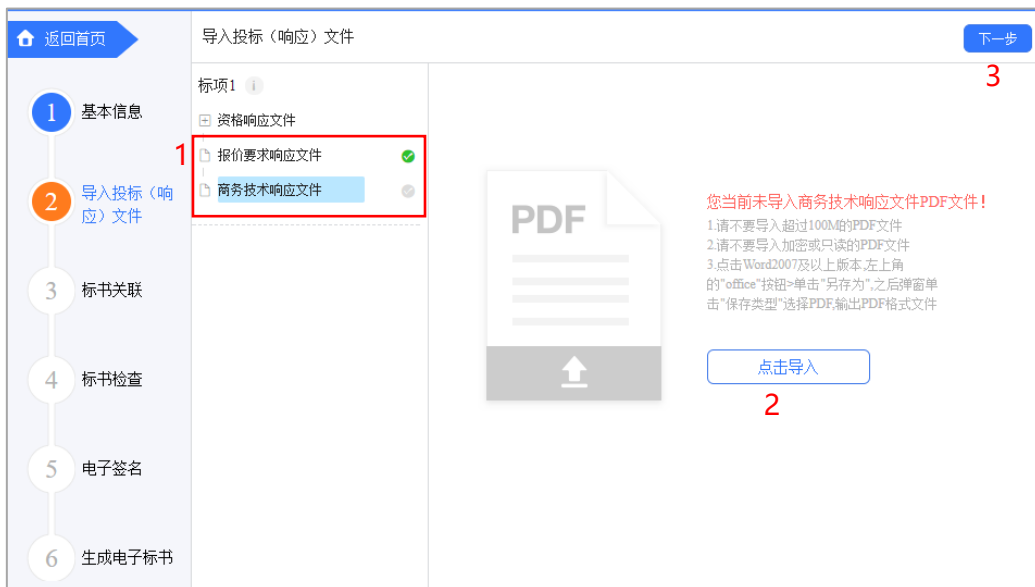 返回首页
导入投标（响应）文件
下一步
3
标项1 i
1 基本信息
资格响应文件
1
报价要求响应文件
商务技术响应文件
2 导入投标（响
应）文件
PDF
您当前未导入商务技术响应文件PDF文件！
1.请不要导入超过100M的PDF文件
2.请不要导入加密或只读的PDF文件
3.点击Word2007及以上版本,左上角
的"office"按钮>单击"另存为",之后弹窗单
击"保存类型"选择PDF,输出PDF格式文件
点击导入
2
3 标书关联
4 标书检查
5 电子签名
6 生成电子标书